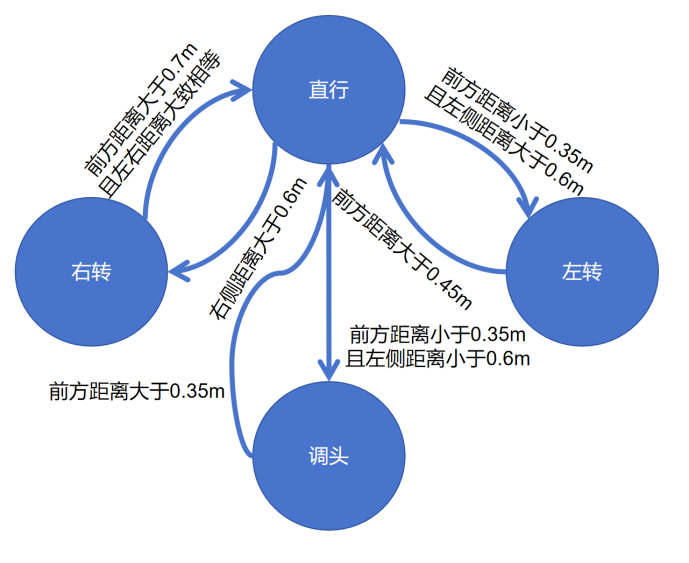 前方距离大于0.7m
且左右距离大致相等
直行
前方距离小于0.35m
且左侧距离大于0.6m
右侧距离大于0.6m
前方距离大于0.45m
右转
左转
前方距离小于0.35m
且左侧距离小于0.6m
前方距离大于0.35m
调头